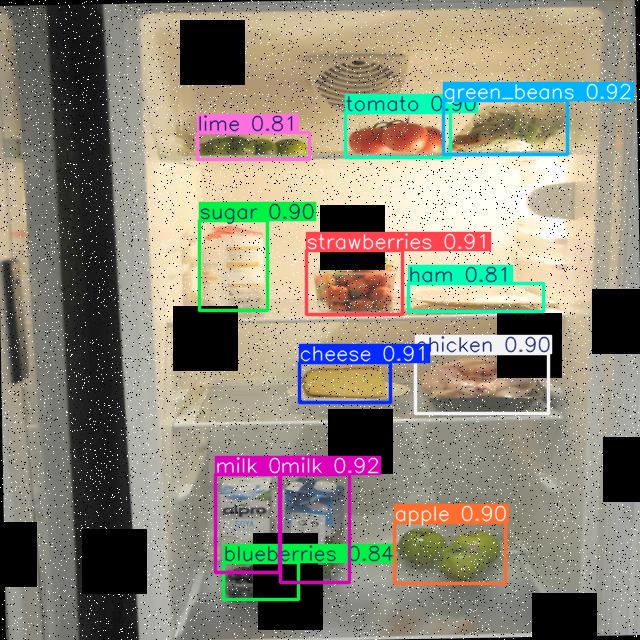 green_beans 0.92
tomato 0.90
lime 0.81
sugar 0.90
strawberries 0.91
ham 0.81
chicken 0.90
cheese 0.91
milk 0
milk 0.92
alpro
apple 0.90
blueberries 0.84